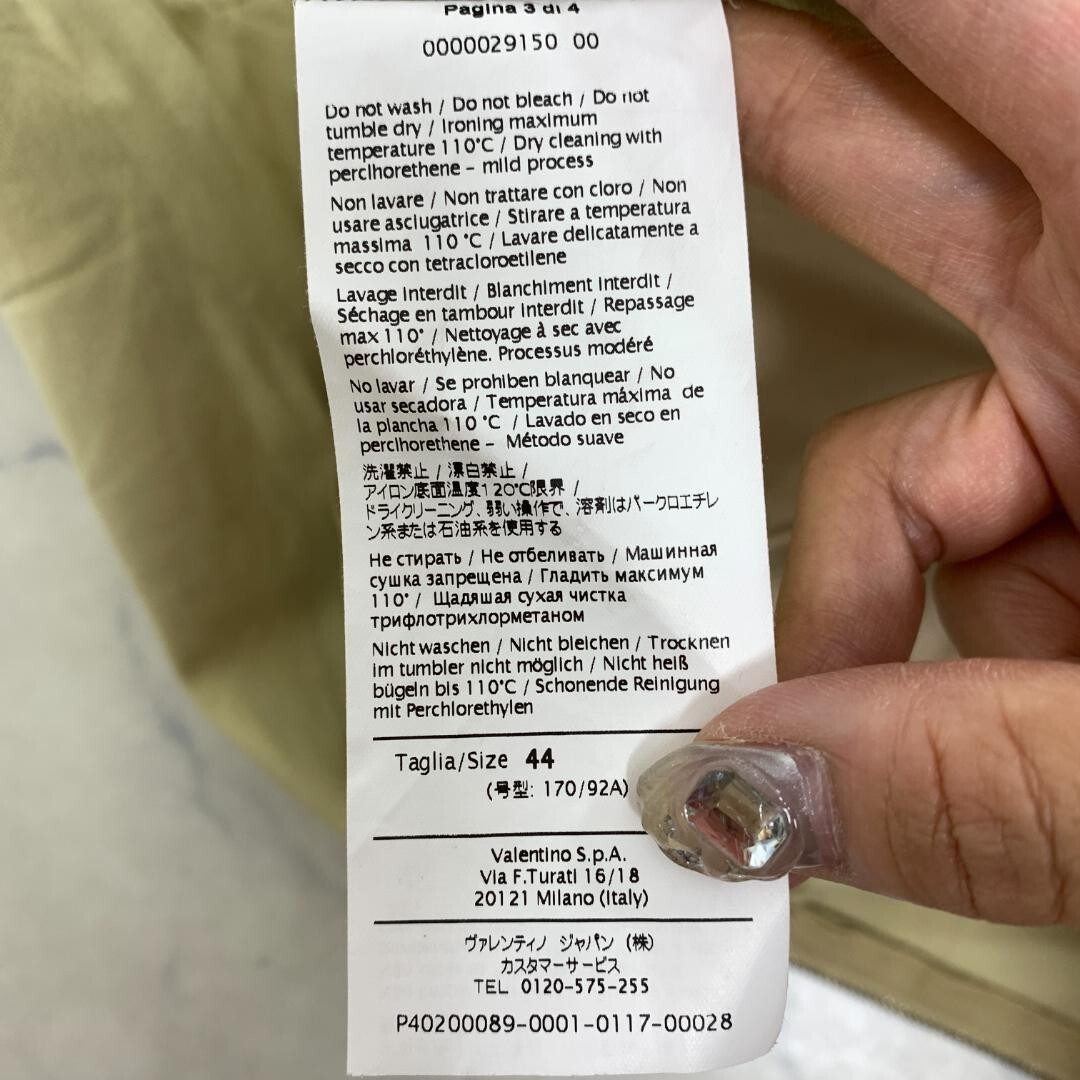 Pagina 3 di 4
0000029150 00
Do not wash / Do not bleach / Do not
tumble dry / Ironing maximum
temperature 110°C / Dry cleaning with
perclhorethene - mild process
Non lavare / Non trattare con cloro / Non
usare asciugatrice / Stirare a temperatura
massima 110 °C / Lavare delicatamente a
secco con tetracloroetilene
Lavage Interdit / Blanchiment Interdit /
Séchage en tambour Interdit / Repassage
max 110° / Nettoyage à sec avec
perchloréthylène. Processus modéré
No lavar / Se prohiben blanquear / No
usar secadora / Temperatura máxima de
la plancha 110 °C / Lavado en seco en
perclhorethene - Método suave
洗濯禁止 / 漂白禁止 /
アイロン底面温度120℃限界 /
ドライクリーニング、弱い操作で、溶剤はパークロエチレ
ン系または石油系を使用する
Не стирать / Не отбеливать / Машинная
сушка запрещена / Гладить максимум
110° / Щадяшая сухая чистка
трифлотрихлорметаном
Nicht waschen / Nicht bleichen / Trocknen
im tumbler nicht möglich / Nicht heiß
bügeln bis 110°C / Schonende Reinigung
mit Perchlorethylen
Taglia/Size 44
(号型: 170/92A)
Valentino S.p.A.
Via F.Turati 16/18
20121 Milano (Italy)
ヴァレンティノ ジャパン (株)
カスタマーサービス
TEL 0120-575-255
P40200089-0001-0117-00028